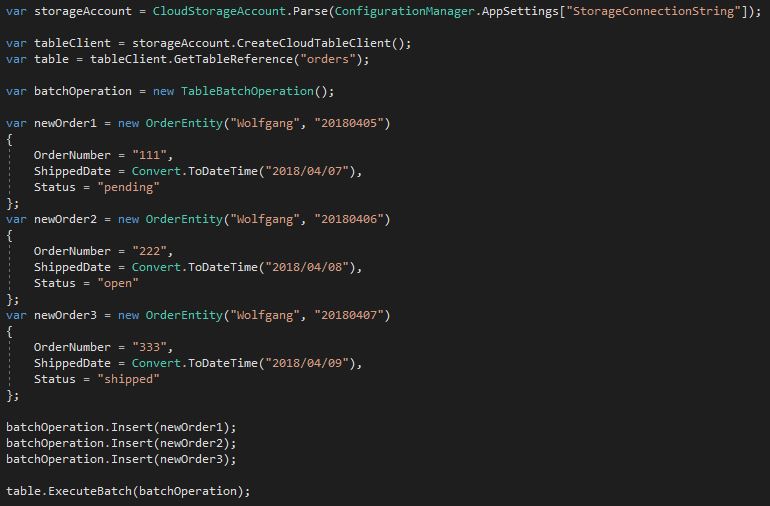 var storageAccount = CloudStorageAccount.Parse(ConfigurationManager.AppSettings["StorageConnectionString"]);
var tableClient = storageAccount.CreateCloudTableClient();
var table = tableClient.GetTableReference("orders");
var batchOperation = new TableBatchOperation();
var newOrder1 = new OrderEntity("Wolfgang", "20180405")
{
OrderNumber = "111",
ShippedDate = Convert.ToDateTime("2018/04/07"),
Status = "pending"
};
var newOrder2 = new OrderEntity("Wolfgang", "20180406")
{
OrderNumber = "222",
ShippedDate = Convert.ToDateTime("2018/04/08"),
Status = "open"
};
var newOrder3 = new OrderEntity("Wolfgang", "20180407")
{
OrderNumber = "333",
ShippedDate = Convert.ToDateTime("2018/04/09"),
Status = "shipped"
};
batchOperation.Insert(newOrder1);
batchOperation.Insert(newOrder2);
batchOperation.Insert(newOrder3);
table.ExecuteBatch(batchOperation);